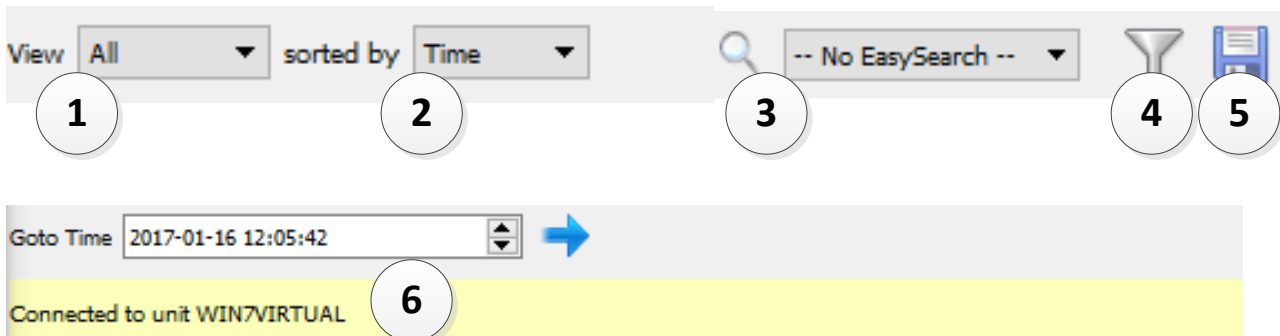 View All sorted by Time -- No EasySearch --
1 2 3 4 5
Goto Time 2017-01-16 12:05:42
6
Connected to unit WIN7VIRTUAL